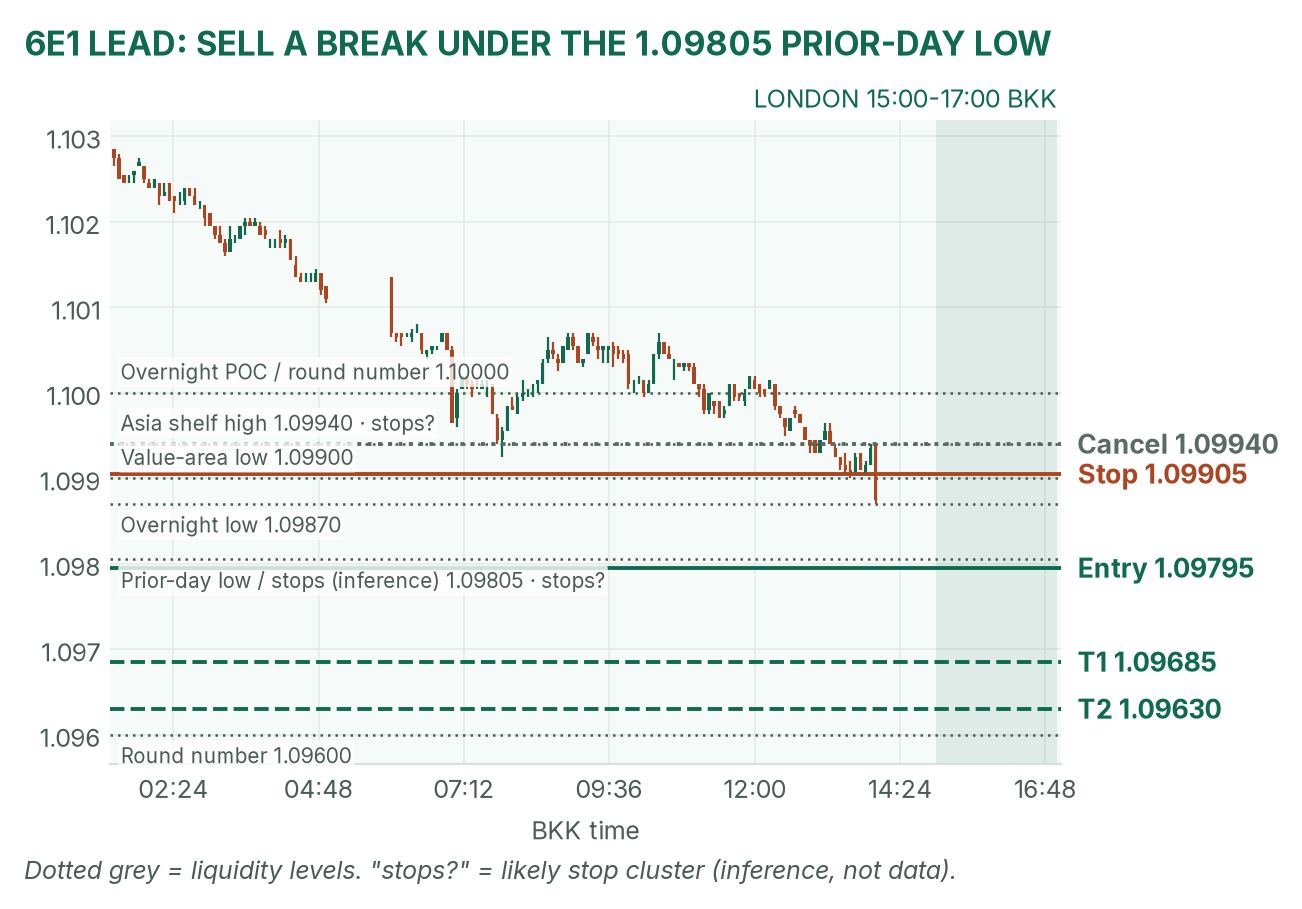 6E1 LEAD: SELL A BREAK UNDER THE 1.09805 PRIOR-DAY LOW
LONDON 15:00-17:00 BKK
1.103
1.102
1.101
Overnight POC / round number 1.10000
1.100
Asia shelf high 1.09940 · stops?
Cancel 1.09940
Value-area low 1.09900
Stop 1.09905
1.099
Overnight low 1.09870
1.098
Entry 1.09795
Prior-day low / stops (inference) 1.09805 · stops?
1.097
T1 1.09685
T2 1.09630
1.096
Round number 1.09600
02:24 04:48 07:12 09:36 12:00 14:24 16:48
BKK time
Dotted grey = liquidity levels. "stops?" = likely stop cluster (inference, not data).